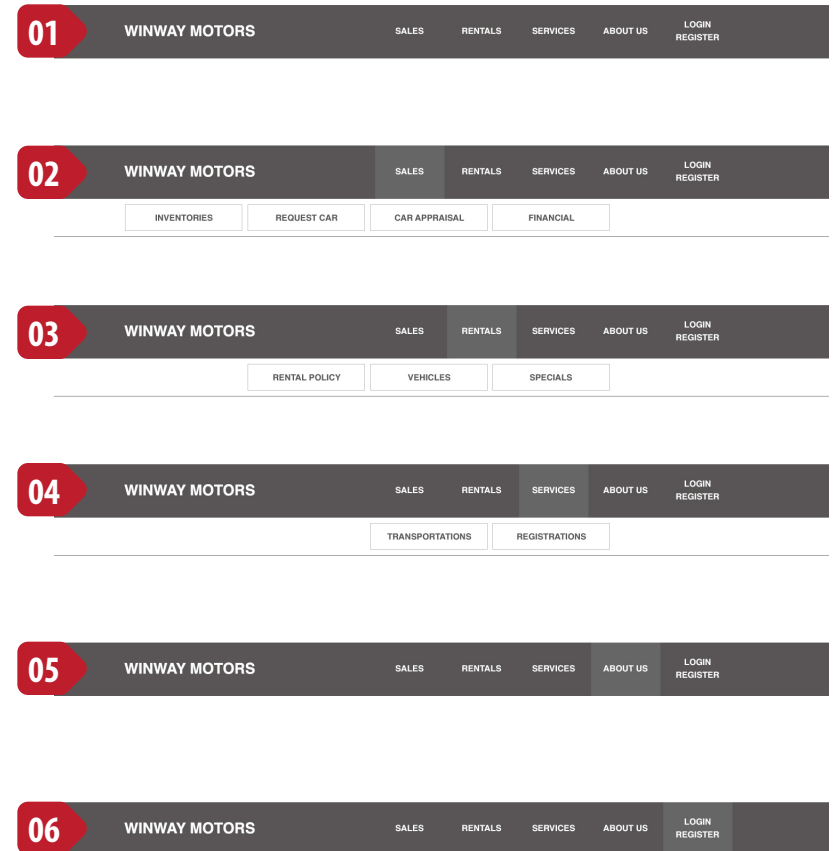 01 WINWAY MOTORS SALES RENTALS SERVICES ABOUT US LOGIN
REGISTER
02 WINWAY MOTORS SALES RENTALS SERVICES ABOUT US LOGIN
REGISTER
INVENTORIES REQUEST CAR CAR APPRAISAL FINANCIAL
03 WINWAY MOTORS SALES RENTALS SERVICES ABOUT US LOGIN
REGISTER
RENTAL POLICY VEHICLES SPECIALS
04 WINWAY MOTORS SALES RENTALS SERVICES ABOUT US LOGIN
REGISTER
TRANSPORTATIONS REGISTRATIONS
05 WINWAY MOTORS SALES RENTALS SERVICES ABOUT US LOGIN
REGISTER
06 WINWAY MOTORS SALES RENTALS SERVICES ABOUT US LOGIN
REGISTER